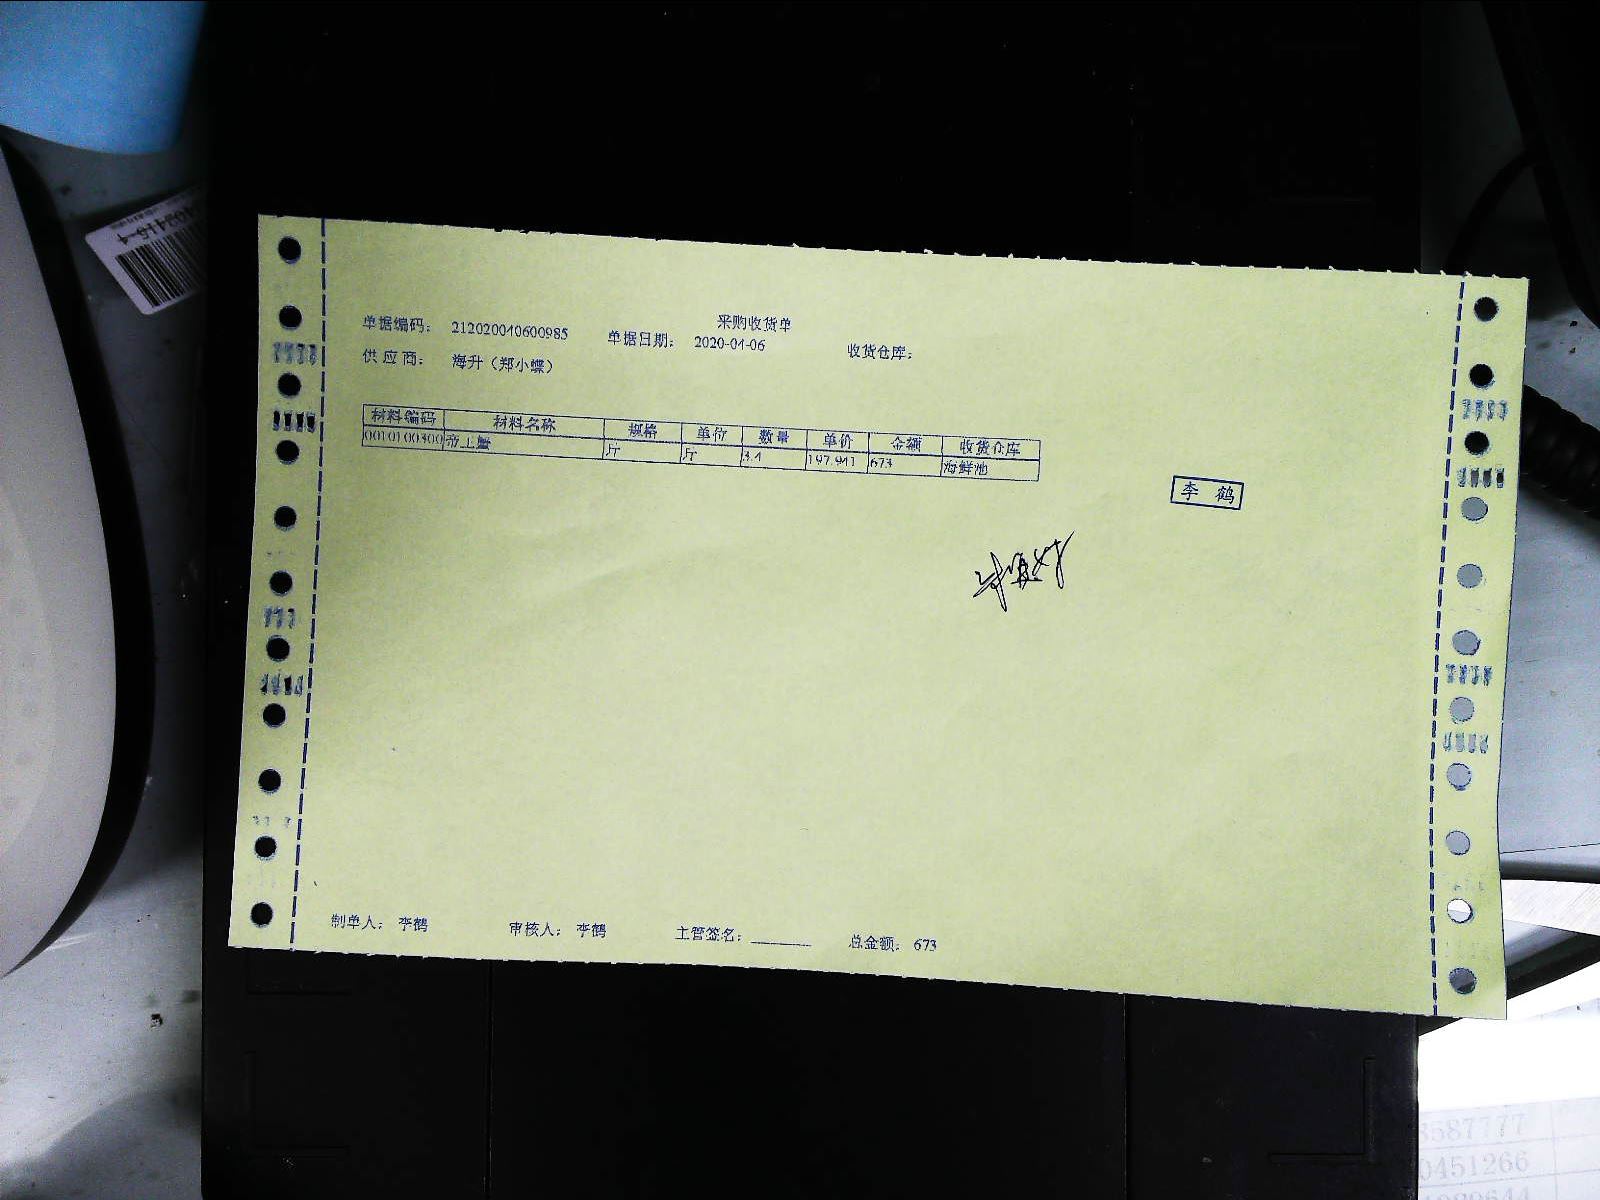 采购收货单
单据编码： 212020040600985 单据日期： 2020-04-06 收货仓库：
供 应 商： 海升（郑小蝶）
材料编码 材料名称 规格 单位 数量 单价 金额 收货仓库
0010100300 帝王蟹 斤 斤 3.4 197.941 673 海鲜池
李 鹤
制单人： 李鹤 审核人： 李鹤 主管签名： 总金额： 673
408415-4
8587777
0451266